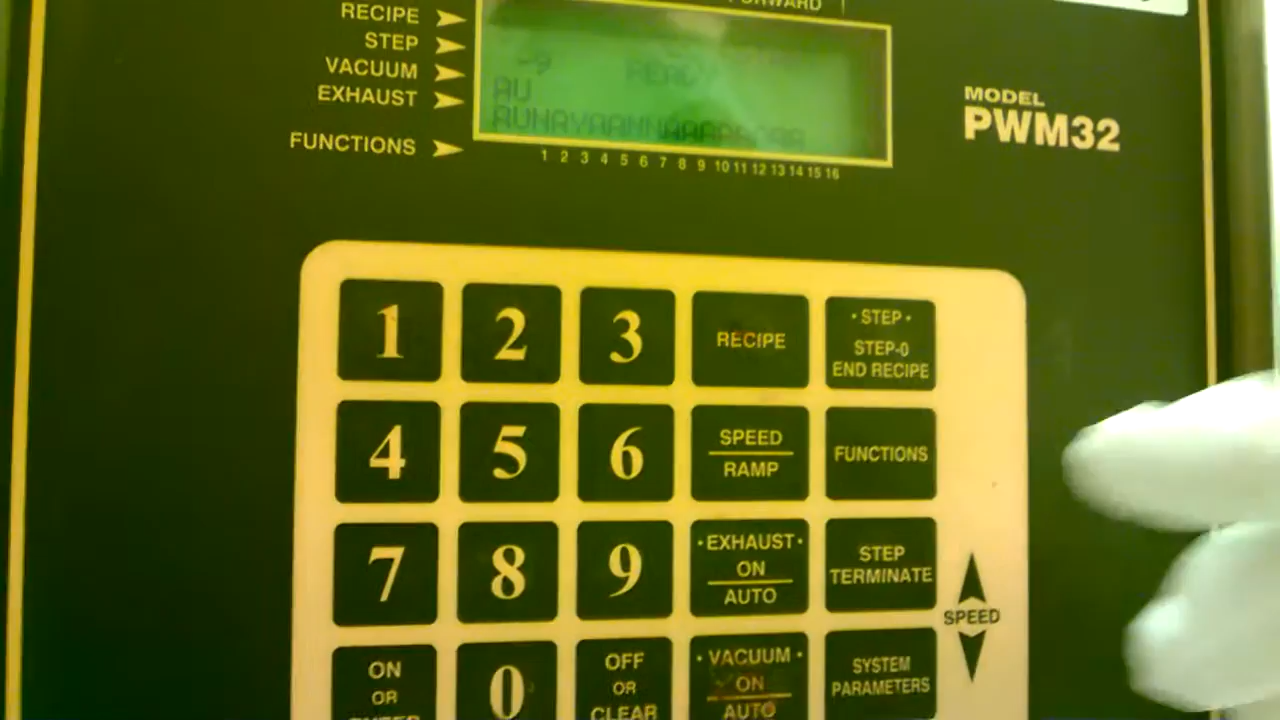 RECIPE
STEP
VACUUM
EXHAUST
FUNCTIONS
-9 READY
AU
1 2 3 4 5 6 7 8 9 10 11 12 13 14 15 16
MODEL
PWM32
1 2 3 RECIPE
• STEP •
STEP-0
END RECIPE
4 5 6
SPEED
RAMP
FUNCTIONS
7 8 9
• EXHAUST •
ON
AUTO
STEP
TERMINATE
SPEED
ON
OR
ENTER
0
OFF
OR
CLEAR
• VACUUM •
ON
AUTO
SYSTEM
PARAMETERS